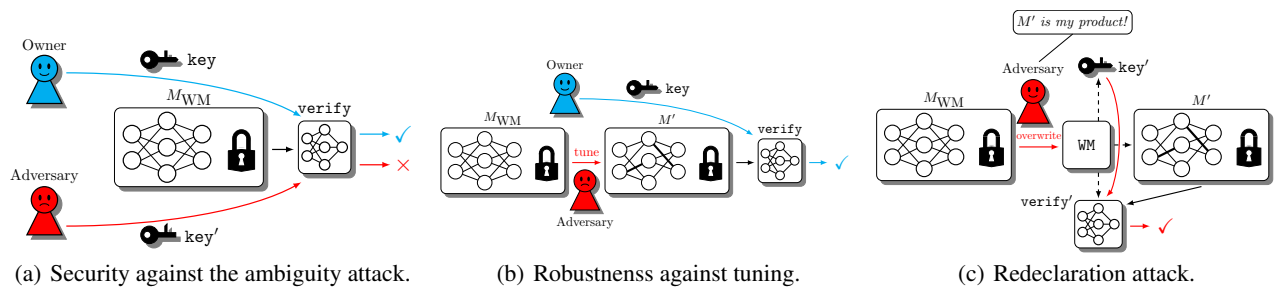 Owner
key
M_WM
verify
✓
×
Adversary
key′
(a) Security against the ambiguity attack.
Owner
key
M_WM
M′
verify
tune
✓
Adversary
(b) Robustnenss against tuning.
M′ is my product!
Adversary
key′
M_WM
M′
overwrite
WM
verify′
✓
(c) Redeclaration attack.